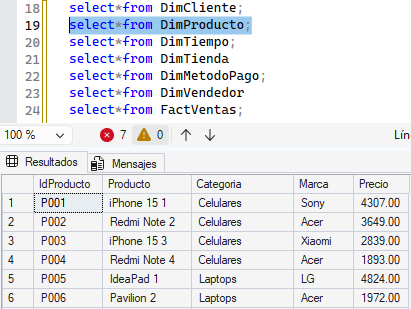 18 select*from DimCliente;
19 select*from DimProducto;
20 select*from DimTiempo;
21 select*from DimTienda
22 select*from DimMetodoPago;
23 select*from DimVendedor
24 select*from FactVentas;
100 % 7 0 Lín
Resultados Mensajes
IdProducto Producto Categoria Marca Precio
1 P001 iPhone 15 1 Celulares Sony 4307.00
2 P002 Redmi Note 2 Celulares Acer 3649.00
3 P003 iPhone 15 3 Celulares Xiaomi 2839.00
4 P004 Redmi Note 4 Celulares Acer 1893.00
5 P005 IdeaPad 1 Laptops LG 4824.00
6 P006 Pavilion 2 Laptops Acer 1972.00